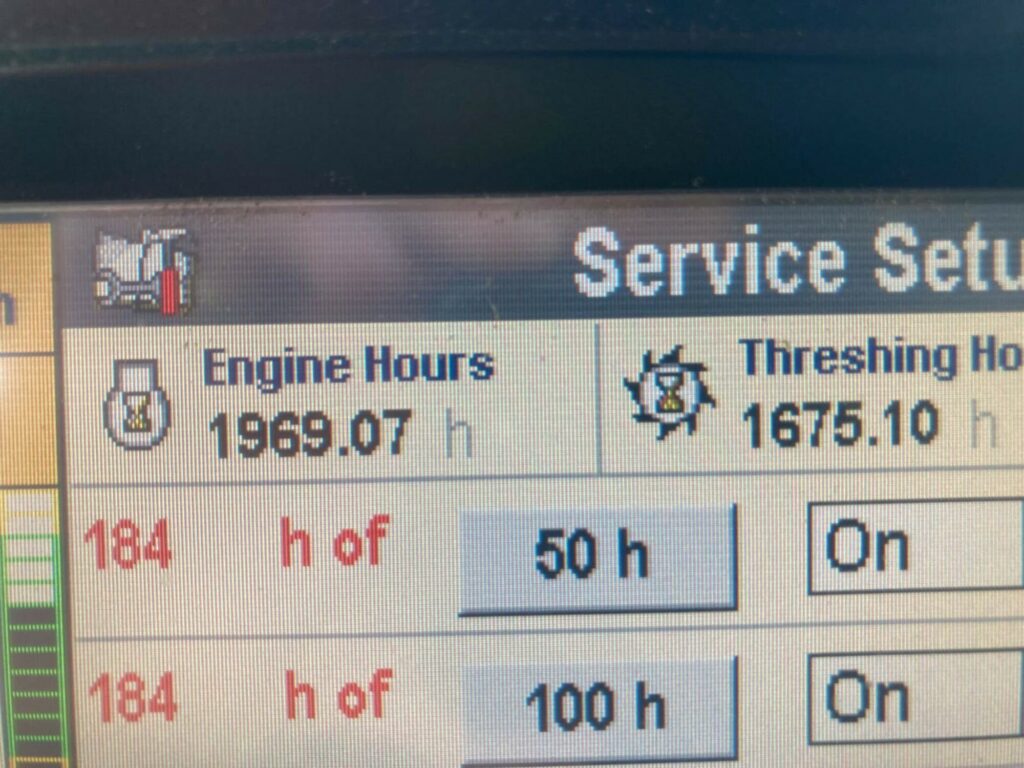 Service Setu
Engine Hours
1969.07 h
Threshing Ho
1675.10 h
184 h of 50 h On
184 h of 100 h On